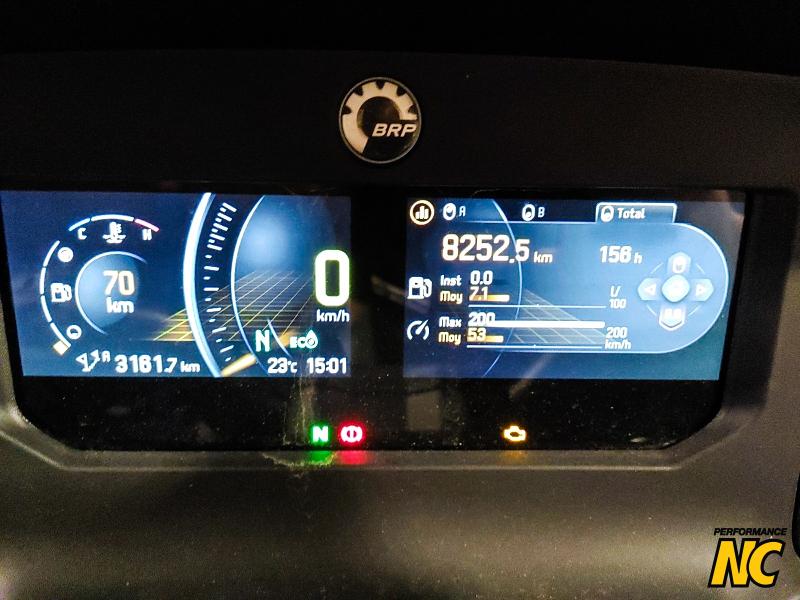 BRP
C H
70
km
0
km/h
N ECO
A 3161.7 km
23°C 15:01
A B Total
8252.5 km 156 h
Inst 0.0
Moy 7.1
l/
100
Max 200
Moy 53
200
km/h
N
PERFORMANCE
NC